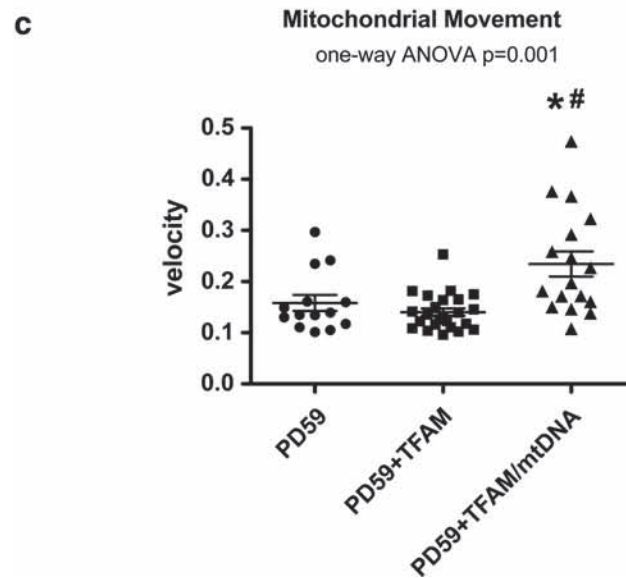 c
Mitochondrial Movement
one-way ANOVA p=0.001
*#
velocity
0.5
0.4
0.3
0.2
0.1
0.0
PD59
PD59+TFAM
PD59+TFAM/mtDNA